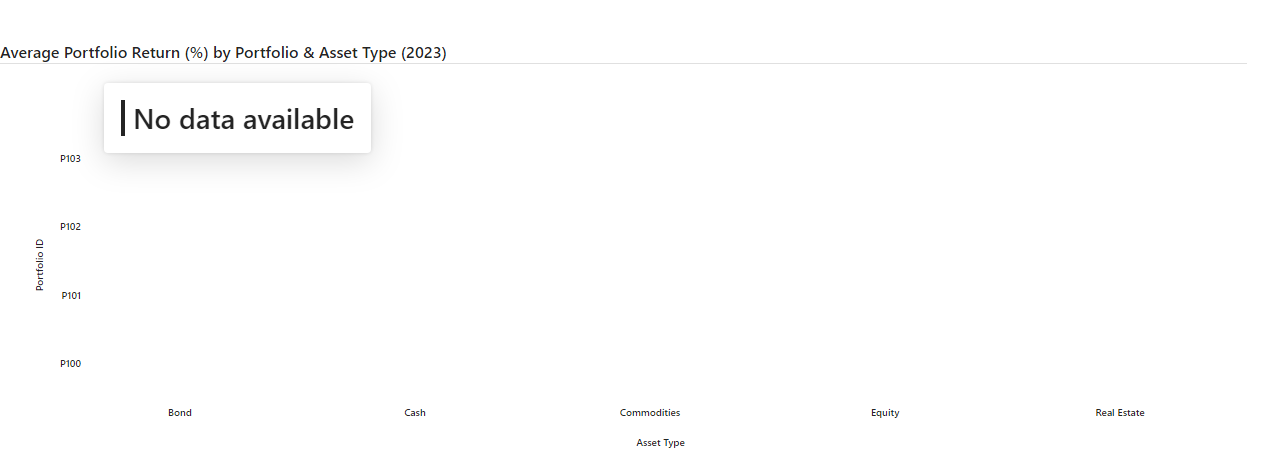 Average Portfolio Return (%) by Portfolio & Asset Type (2023)
No data available
P103
P102
Portfolio ID
P101
P100
Bond Cash Commodities Equity Real Estate
Asset Type